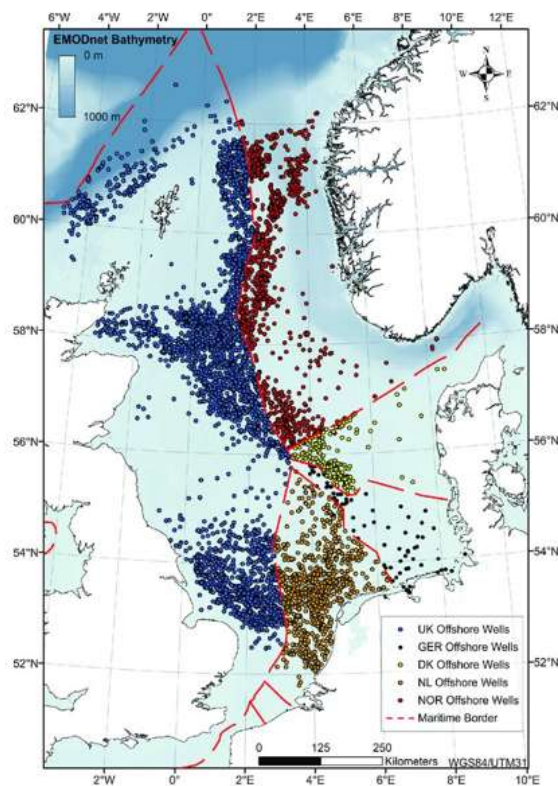 6°W 4°W 2°W 0° 2°E 4°E 6°E 8°E 10°E 12°E
EMODnet Bathymetry
0 m
1000 m
N
W E
S
62°N 62°N
60°N 60°N
58°N 58°N
56°N 56°N
54°N 54°N
52°N 52°N
UK Offshore Wells
GER Offshore Wells
DK Offshore Wells
NL Offshore Wells
NOR Offshore Wells
Maritime Border
0 125 250
Kilometers
WGS84/UTM31
2°W 0° 2°E 4°E 6°E 8°E 10°E